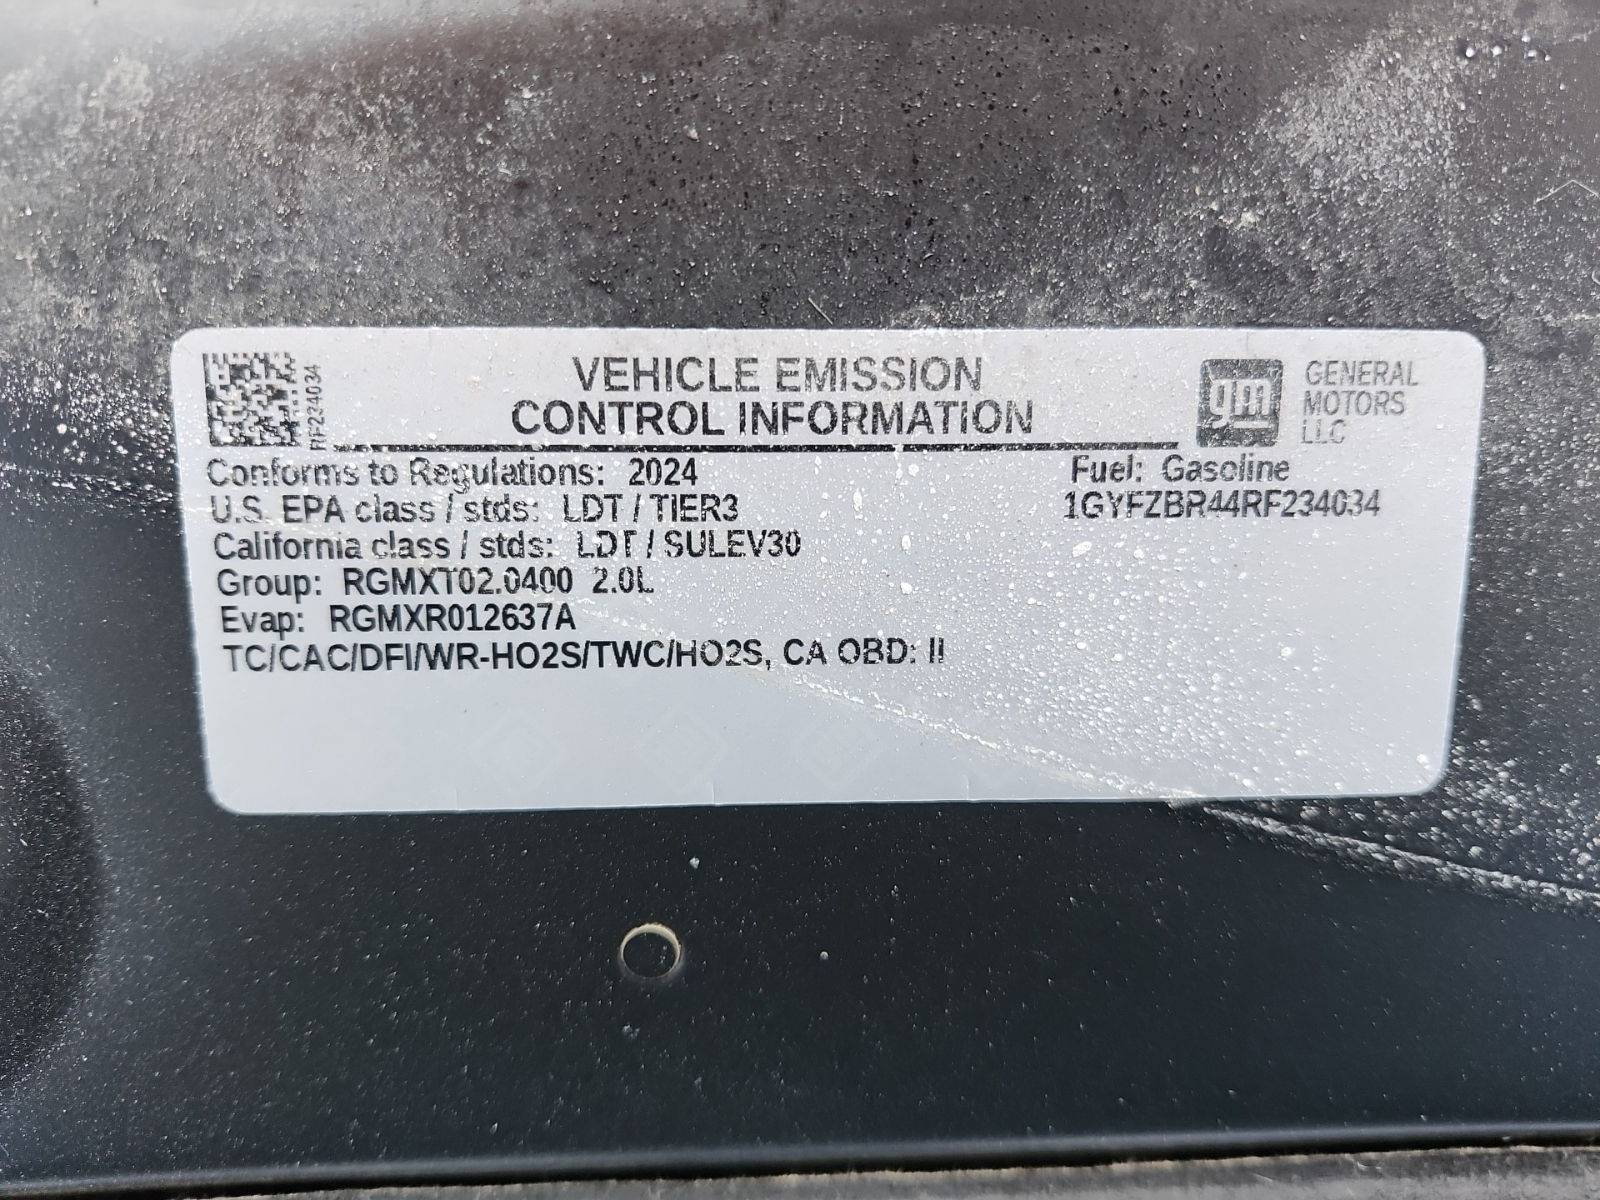 VEHICLE EMISSION
CONTROL INFORMATION
gm
GENERAL
MOTORS
LLC
RF234034
Conforms to Regulations: 2024
Fuel: Gasoline
U.S. EPA class / stds: LDT / TIER3
1GYFZBR44RF234034
California class / stds: LDT / SULEV30
Group: RGMXT02.0400 2.0L
Evap: RGMXR012637A
TC/CAC/DFI/WR-HO2S/TWC/HO2S, CA OBD: II